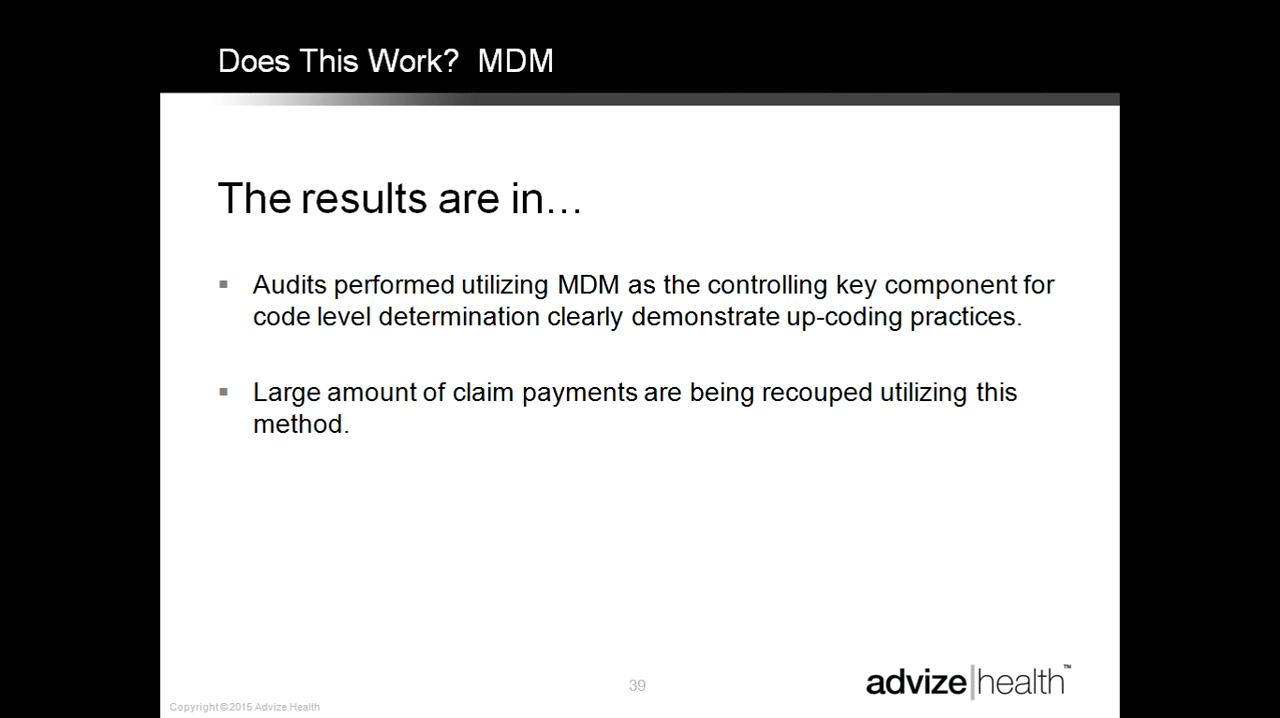 Does This Work?  MDM
The results are in…
▪ Audits performed utilizing MDM as the controlling key component for
code level determination clearly demonstrate up-coding practices.
▪ Large amount of claim payments are being recouped utilizing this
method.
39
advize|health™
Copyright©2015 Advize Health